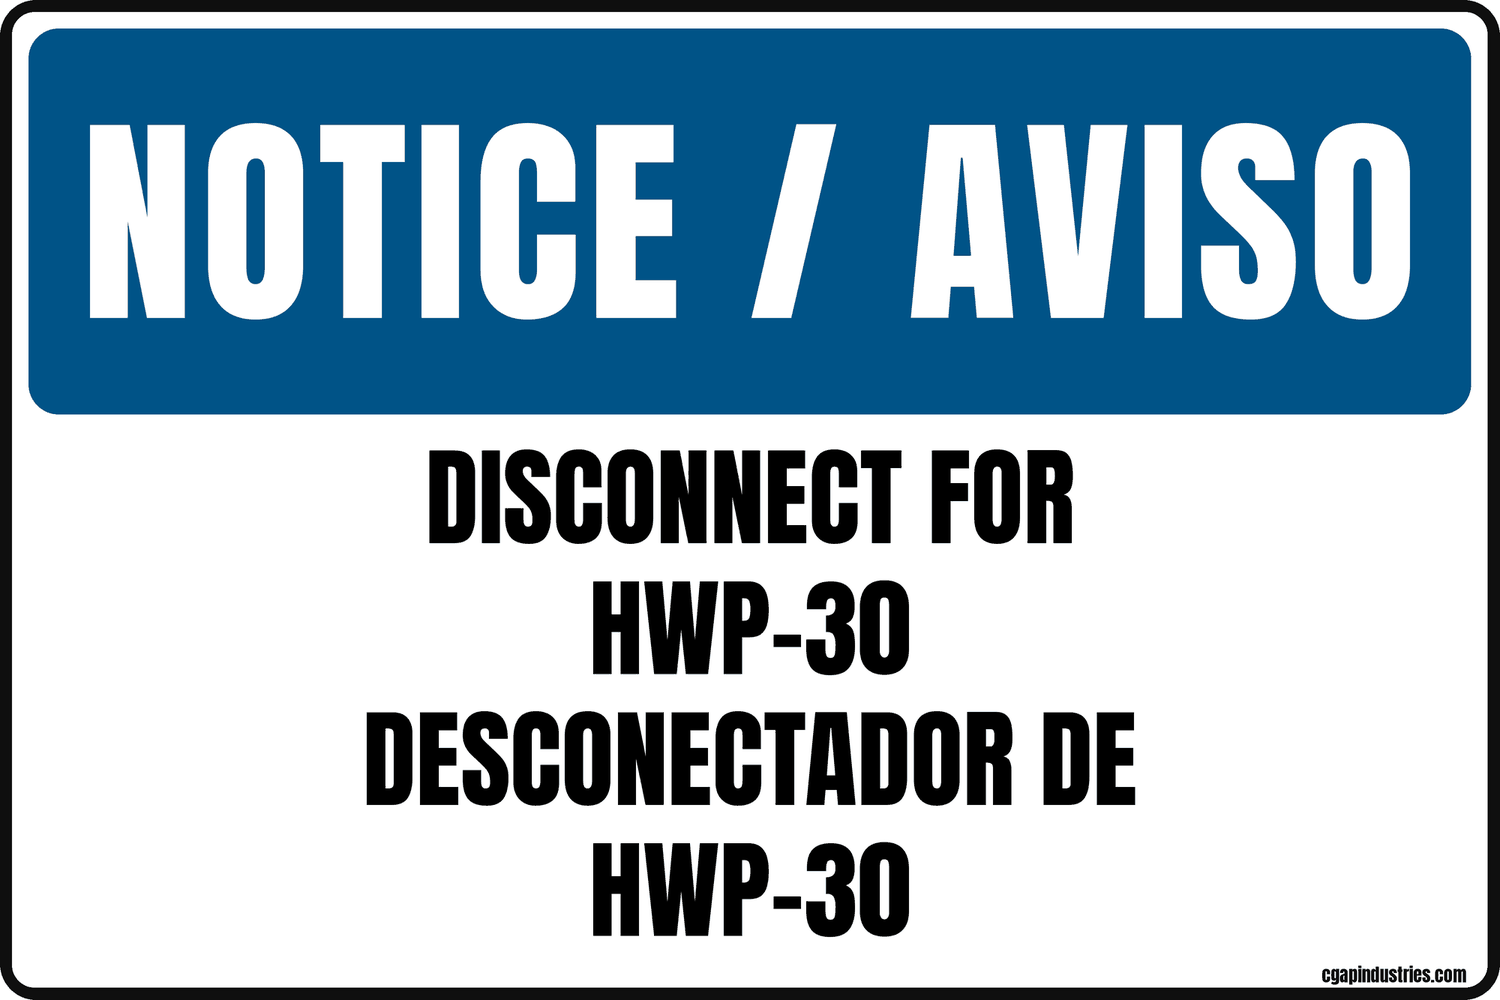 NOTICE / AVISO
DISCONNECT FOR
HWP-30
DESCONECTADOR DE
HWP-30
cgapindustries.com